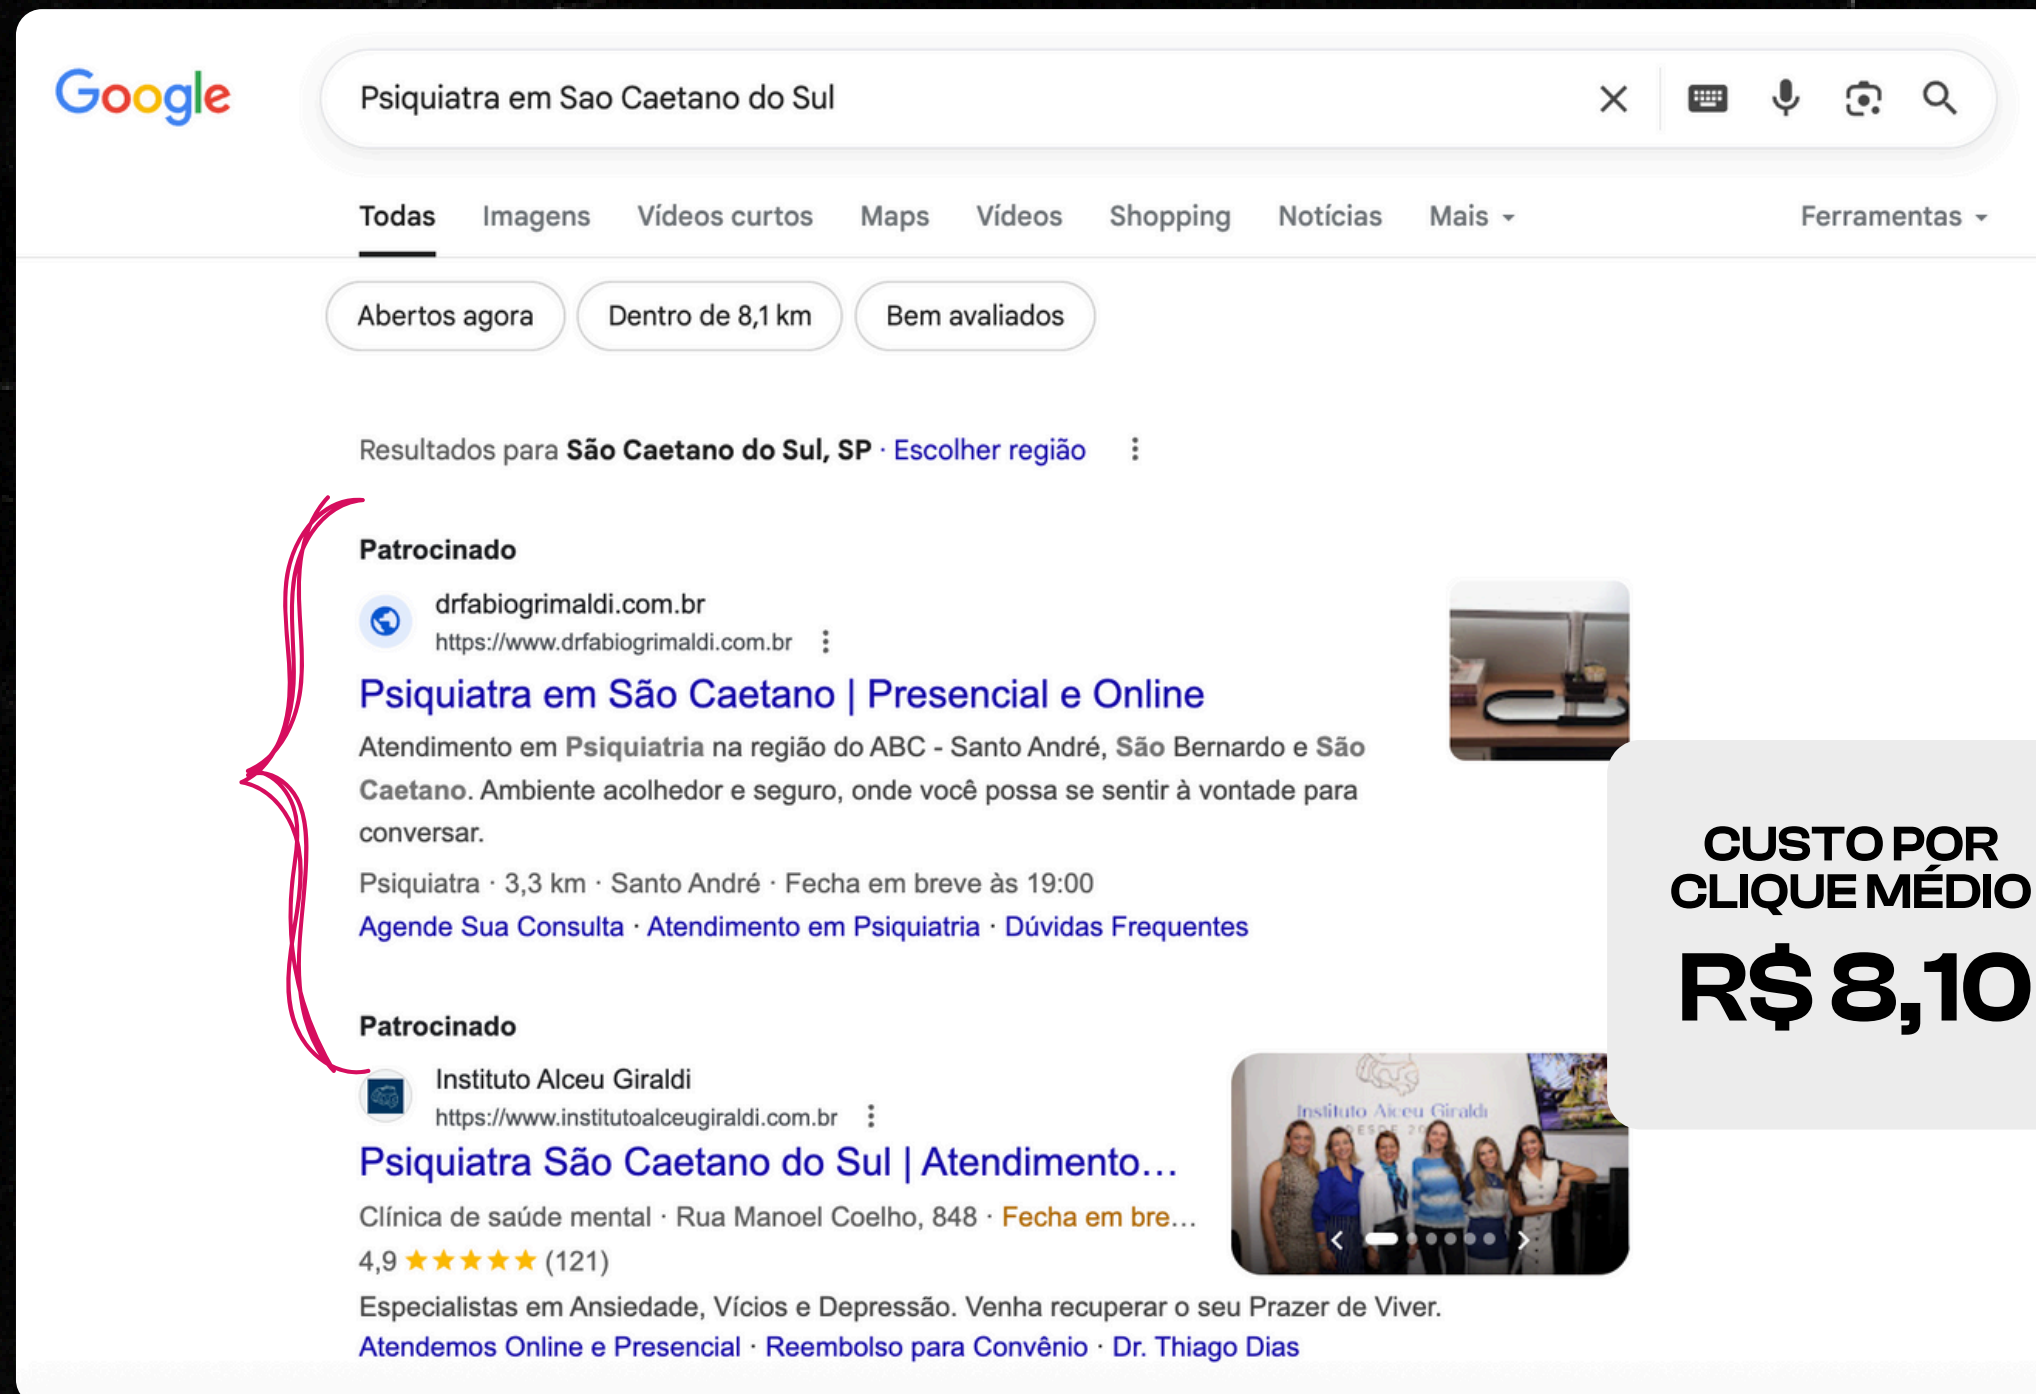 Google
Psiquiatra em Sao Caetano do Sul
Todas Imagens Vídeos curtos Maps Vídeos Shopping Notícias Mais Ferramentas
Abertos agora Dentro de 8,1 km Bem avaliados
Resultados para São Caetano do Sul, SP · Escolher região
Patrocinado
drfabiogrimaldi.com.br
https://www.drfabiogrimaldi.com.br
Psiquiatra em São Caetano | Presencial e Online
Atendimento em Psiquiatria na região do ABC - Santo André, São Bernardo e São
Caetano. Ambiente acolhedor e seguro, onde você possa se sentir à vontade para
conversar.
Psiquiatra · 3,3 km · Santo André · Fecha em breve às 19:00
Agende Sua Consulta · Atendimento em Psiquiatria · Dúvidas Frequentes
CUSTO POR
CLIQUE MÉDIO
R$ 8,10
Patrocinado
Instituto Alceu Giraldi
https://www.institutoalceugiraldi.com.br
Psiquiatra São Caetano do Sul | Atendimento...
Clínica de saúde mental · Rua Manoel Coelho, 848 · Fecha em bre...
4,9 (121)
Especialistas em Ansiedade, Vícios e Depressão. Venha recuperar o seu Prazer de Viver.
Atendemos Online e Presencial · Reembolso para Convênio · Dr. Thiago Dias
Instituto Alceu Giraldi
DESDE 20